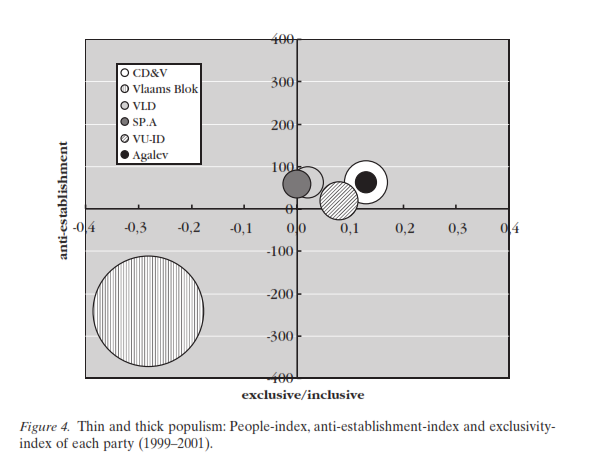 400
300
200
100
0
-100
-200
-300
-400
CD&V
Vlaams Blok
VLD
SP.A
VU-ID
Agalev
anti-establishment
-0,4 -0,3 -0,2 -0,1 0,0 0,1 0,2 0,3 0,4
exclusive/inclusive
Figure 4. Thin and thick populism: People-index, anti-establishment-index and exclusivity-
index of each party (1999–2001).